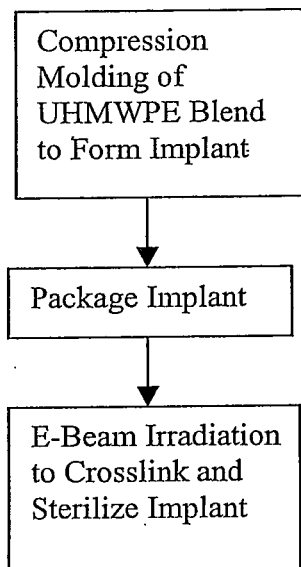 Compression
Molding of
UHMWPE Blend
to Form Implant
Package Implant
E-Beam Irradiation
to Crosslink and
Sterilize Implant